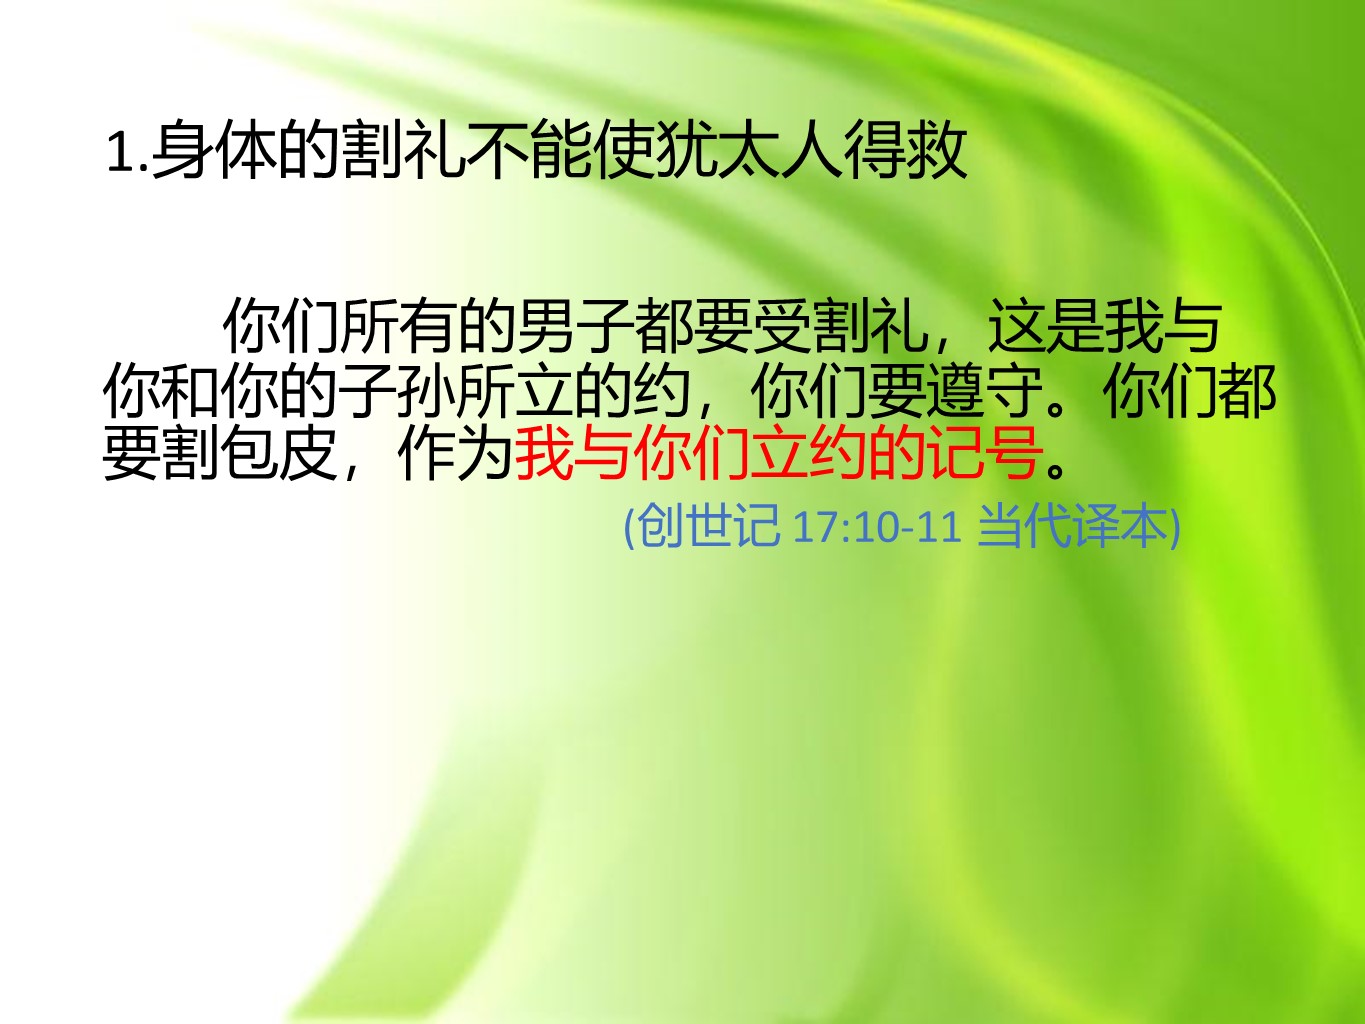 1.身体的割礼不能使犹太人得救
你们所有的男子都要受割礼，这是我与
你和你的子孙所立的约，你们要遵守。你们都
要割包皮，作为我与你们立约的记号。
(创世记 17:10-11 当代译本)